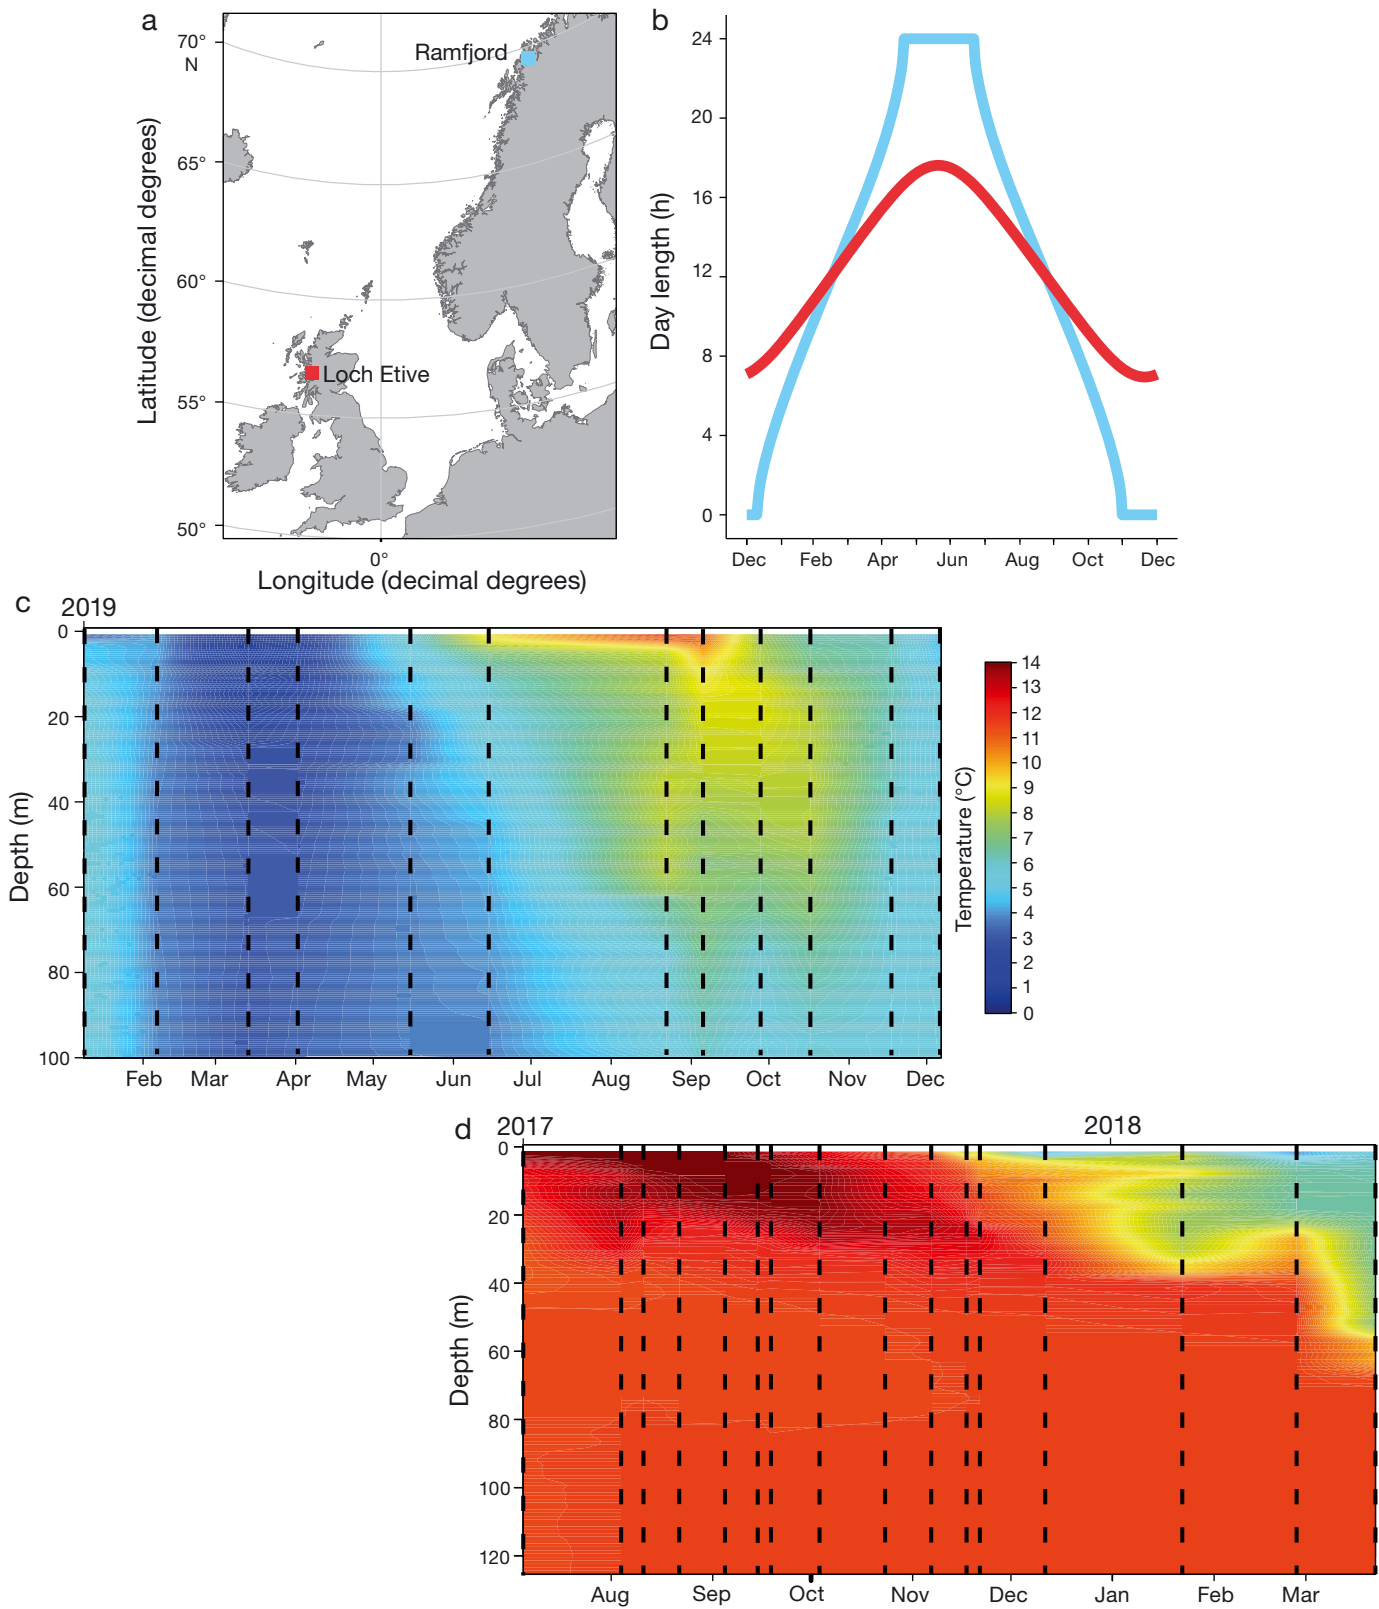 a
70°
N
65°
60°
55°
50°
Latitude (decimal degrees)
Ramfjord
Loch Etive
0°
Longitude (decimal degrees)
b
24
20
16
12
8
4
0
Day length (h)
Dec Feb Apr Jun Aug Oct Dec
c
2019
0
20
40
60
80
100
Depth (m)
Feb Mar Apr May Jun Jul Aug Sep Oct Nov Dec
14
13
12
11
10
9
8
7
6
5
4
3
2
1
0
Temperature (°C)
d
2017 2018
0
20
40
60
80
100
120
Depth (m)
Aug Sep Oct Nov Dec Jan Feb Mar